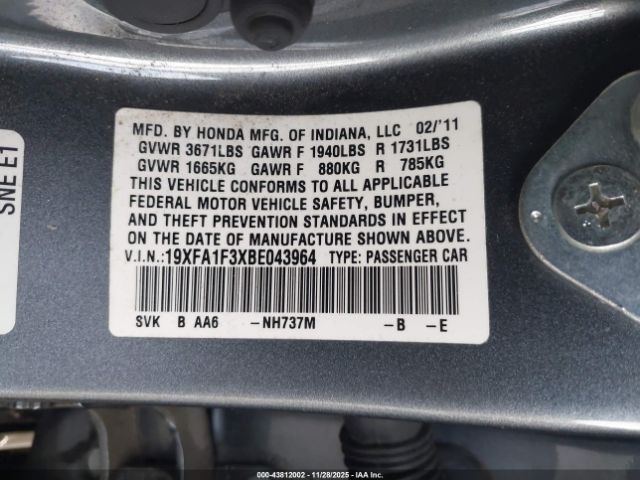 SNE E1
MFD. BY HONDA MFG. OF INDIANA, LLC 02/'11
GVWR 3671LBS GAWR F 1940LBS R 1731LBS
GVWR 1665KG GAWR F 880KG R 785KG
THIS VEHICLE CONFORMS TO ALL APPLICABLE
FEDERAL MOTOR VEHICLE SAFETY, BUMPER,
AND THEFT PREVENTION STANDARDS IN EFFECT
ON THE DATE OF MANUFACTURE SHOWN ABOVE.
V.I.N.:19XFA1F3XBE043964 TYPE: PASSENGER CAR
SVK B AA6 -NH737M -B -E
000-43812002 11/28/2025 IAAI.COM